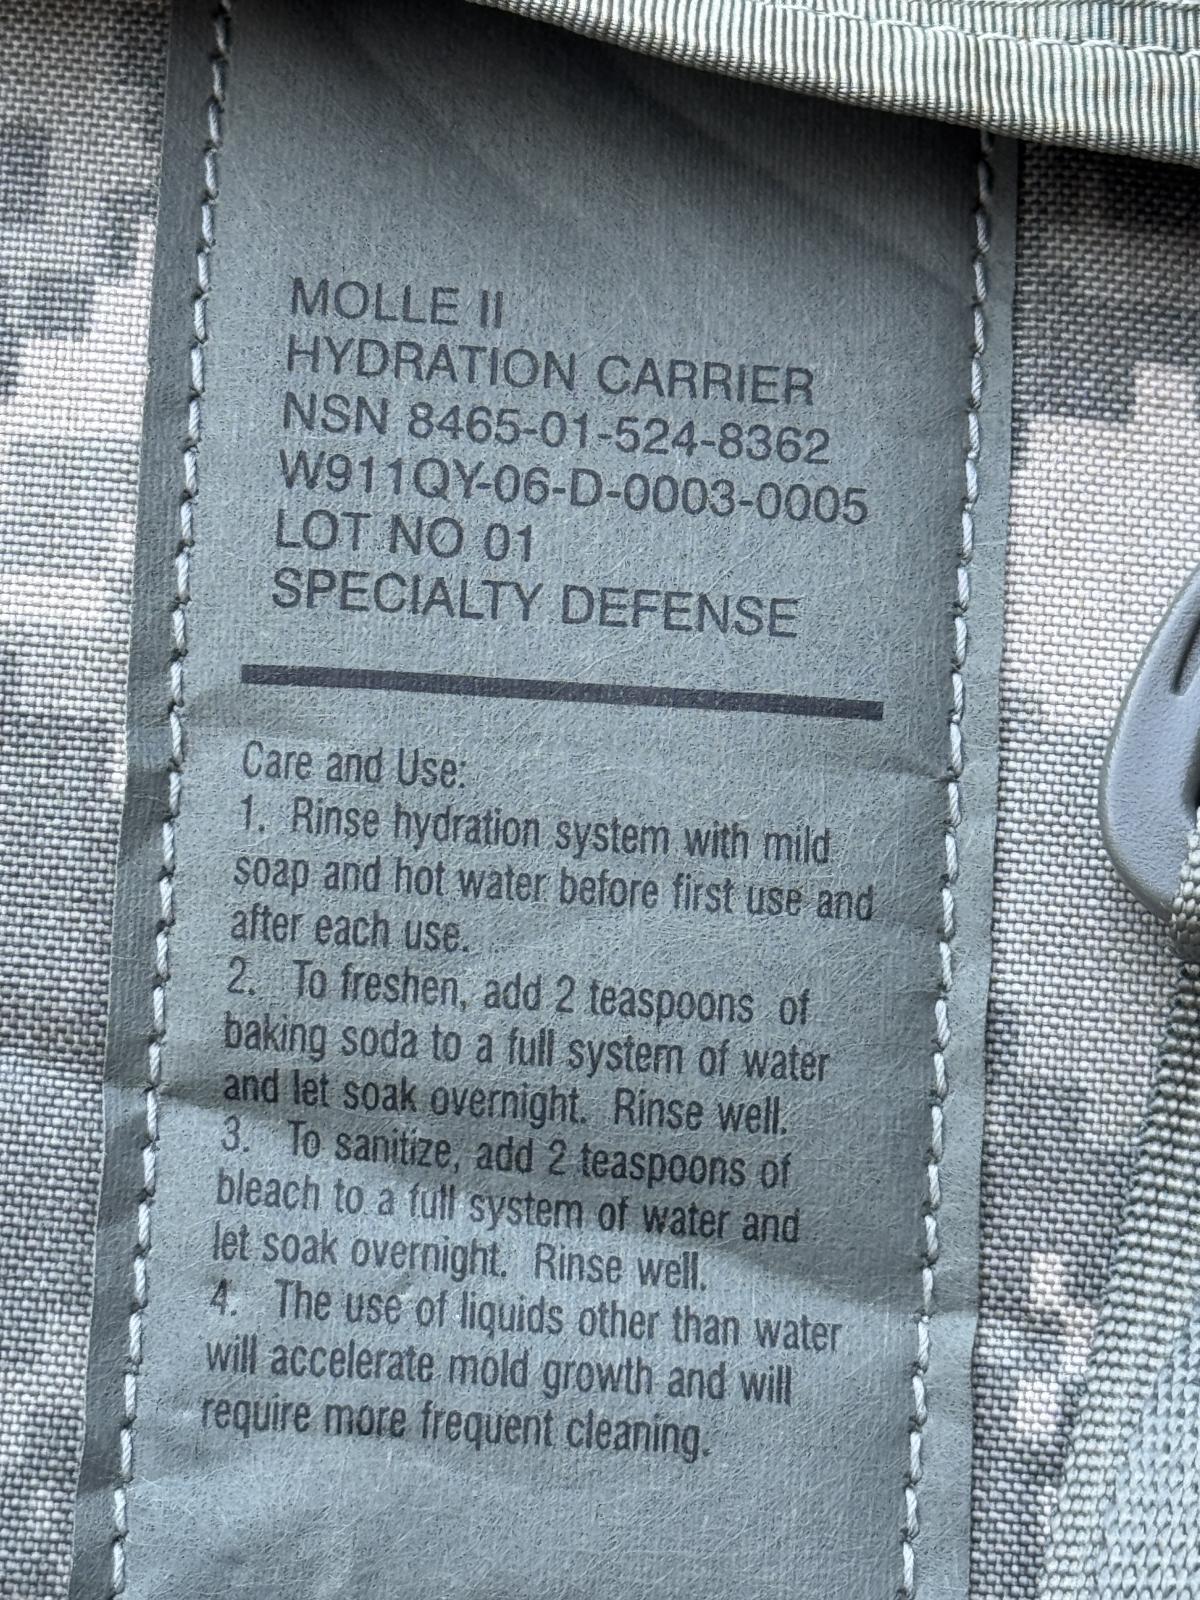 MOLLE II
HYDRATION CARRIER
NSN 8465-01-524-8362
W911QY-06-D-0003-0005
LOT NO 01
SPECIALTY DEFENSE
Care and Use:
1. Rinse hydration system with mild
soap and hot water before first use and
after each use.
2. To freshen, add 2 teaspoons of
baking soda to a full system of water
and let soak overnight. Rinse well.
3. To sanitize, add 2 teaspoons of
bleach to a full system of water and
let soak overnight. Rinse well.
4. The use of liquids other than water
will accelerate mold growth and will
require more frequent cleaning.